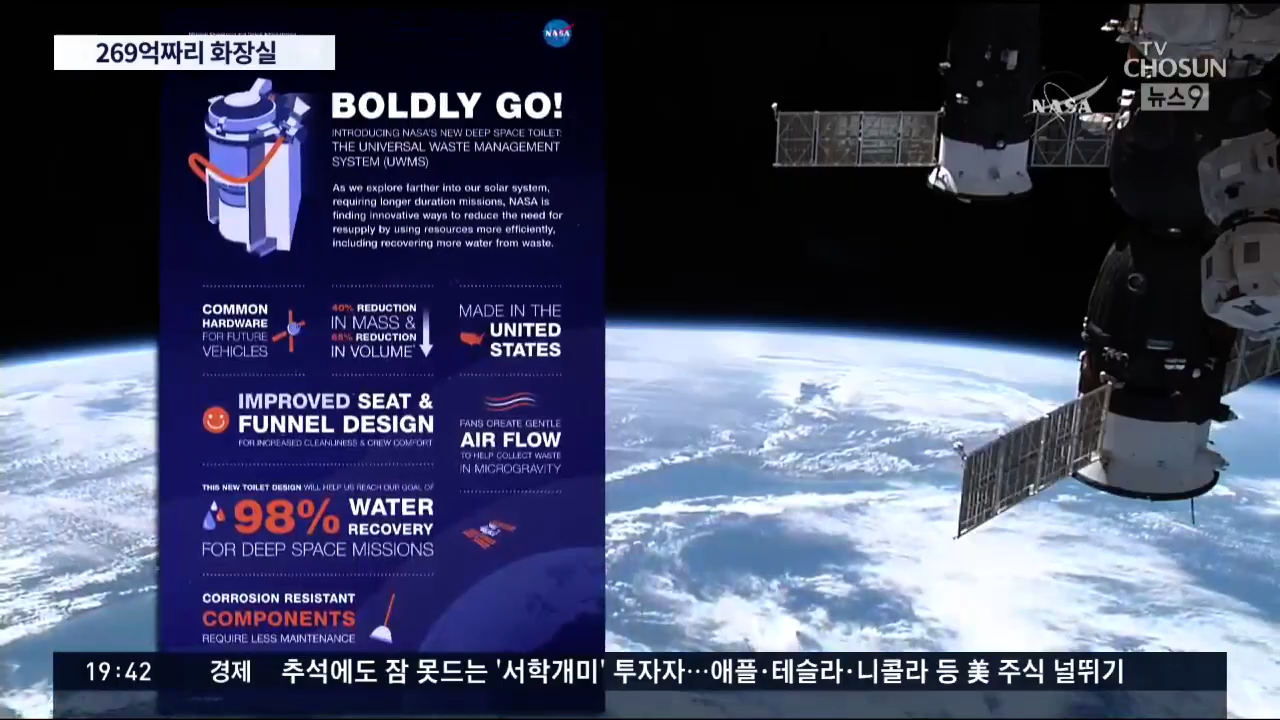 269억짜리 화장실
NASA
TV
CHOSUN
뉴스9
NASA
BOLDLY GO!
INTRODUCING NASA'S NEW DEEP SPACE TOILET:
THE UNIVERSAL WASTE MANAGEMENT
SYSTEM (UWMS)
As we explore farther into our solar system,
requiring longer duration missions, NASA is
finding innovative ways to reduce the need for
resupply by using resources more efficiently,
including recovering more water from waste.
COMMON
HARDWARE
FOR FUTURE
VEHICLES
40% REDUCTION
IN MASS &
65% REDUCTION
IN VOLUME*
MADE IN THE
UNITED
STATES
IMPROVED SEAT &
FUNNEL DESIGN
FOR INCREASED CLEANLINESS & CREW COMFORT
FANS CREATE GENTLE
AIR FLOW
TO HELP COLLECT WASTE
IN MICROGRAVITY
THIS NEW TOILET DESIGN WILL HELP US REACH OUR GOAL OF
98% WATER
RECOVERY
FOR DEEP SPACE MISSIONS
CORROSION RESISTANT
COMPONENTS
REQUIRE LESS MAINTENANCE
19:42 경제 추석에도 잠 못드는 '서학개미' 투자자…애플·테슬라·니콜라 등 美 주식 널뛰기